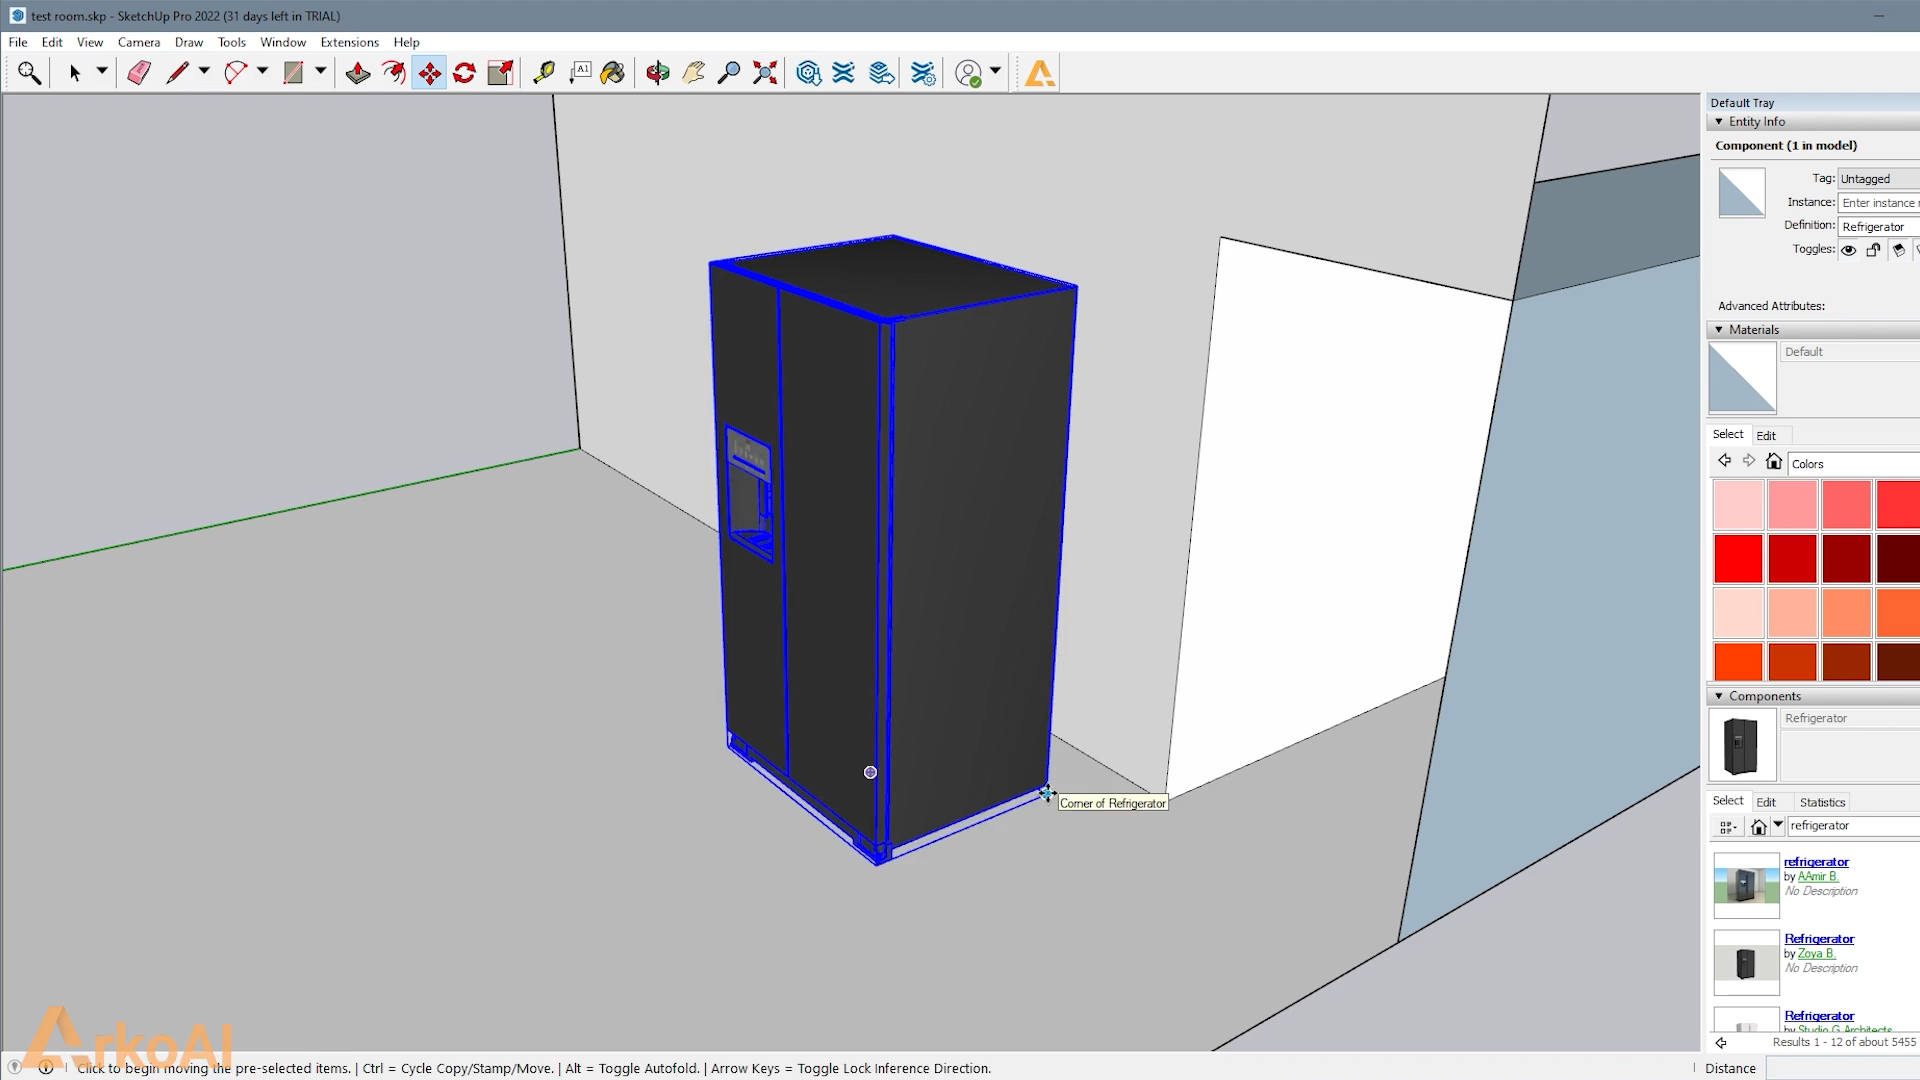 test room.skp - SketchUp Pro 2022 (31 days left in TRIAL)
File Edit View Camera Draw Tools Window Extensions Help
A1
Default Tray
Entity Info
Component (1 in model)
Tag: Untagged
Instance: Enter instance
Definition: Refrigerator
Toggles:
Advanced Attributes:
Materials
Default
Select Edit
Colors
Components
Refrigerator
Select Edit Statistics
refrigerator
refrigerator
by AAmir B.
No Description
Refrigerator
by Zoya B.
No Description
Refrigerator
by Studio G Architects
Results 1 - 12 of about 5455
Corner of Refrigerator
ArkoAI
Click to begin moving the pre-selected items. | Ctrl = Cycle Copy/Stamp/Move. | Alt = Toggle Autofold. | Arrow Keys = Toggle Lock Inference Direction.
Distance